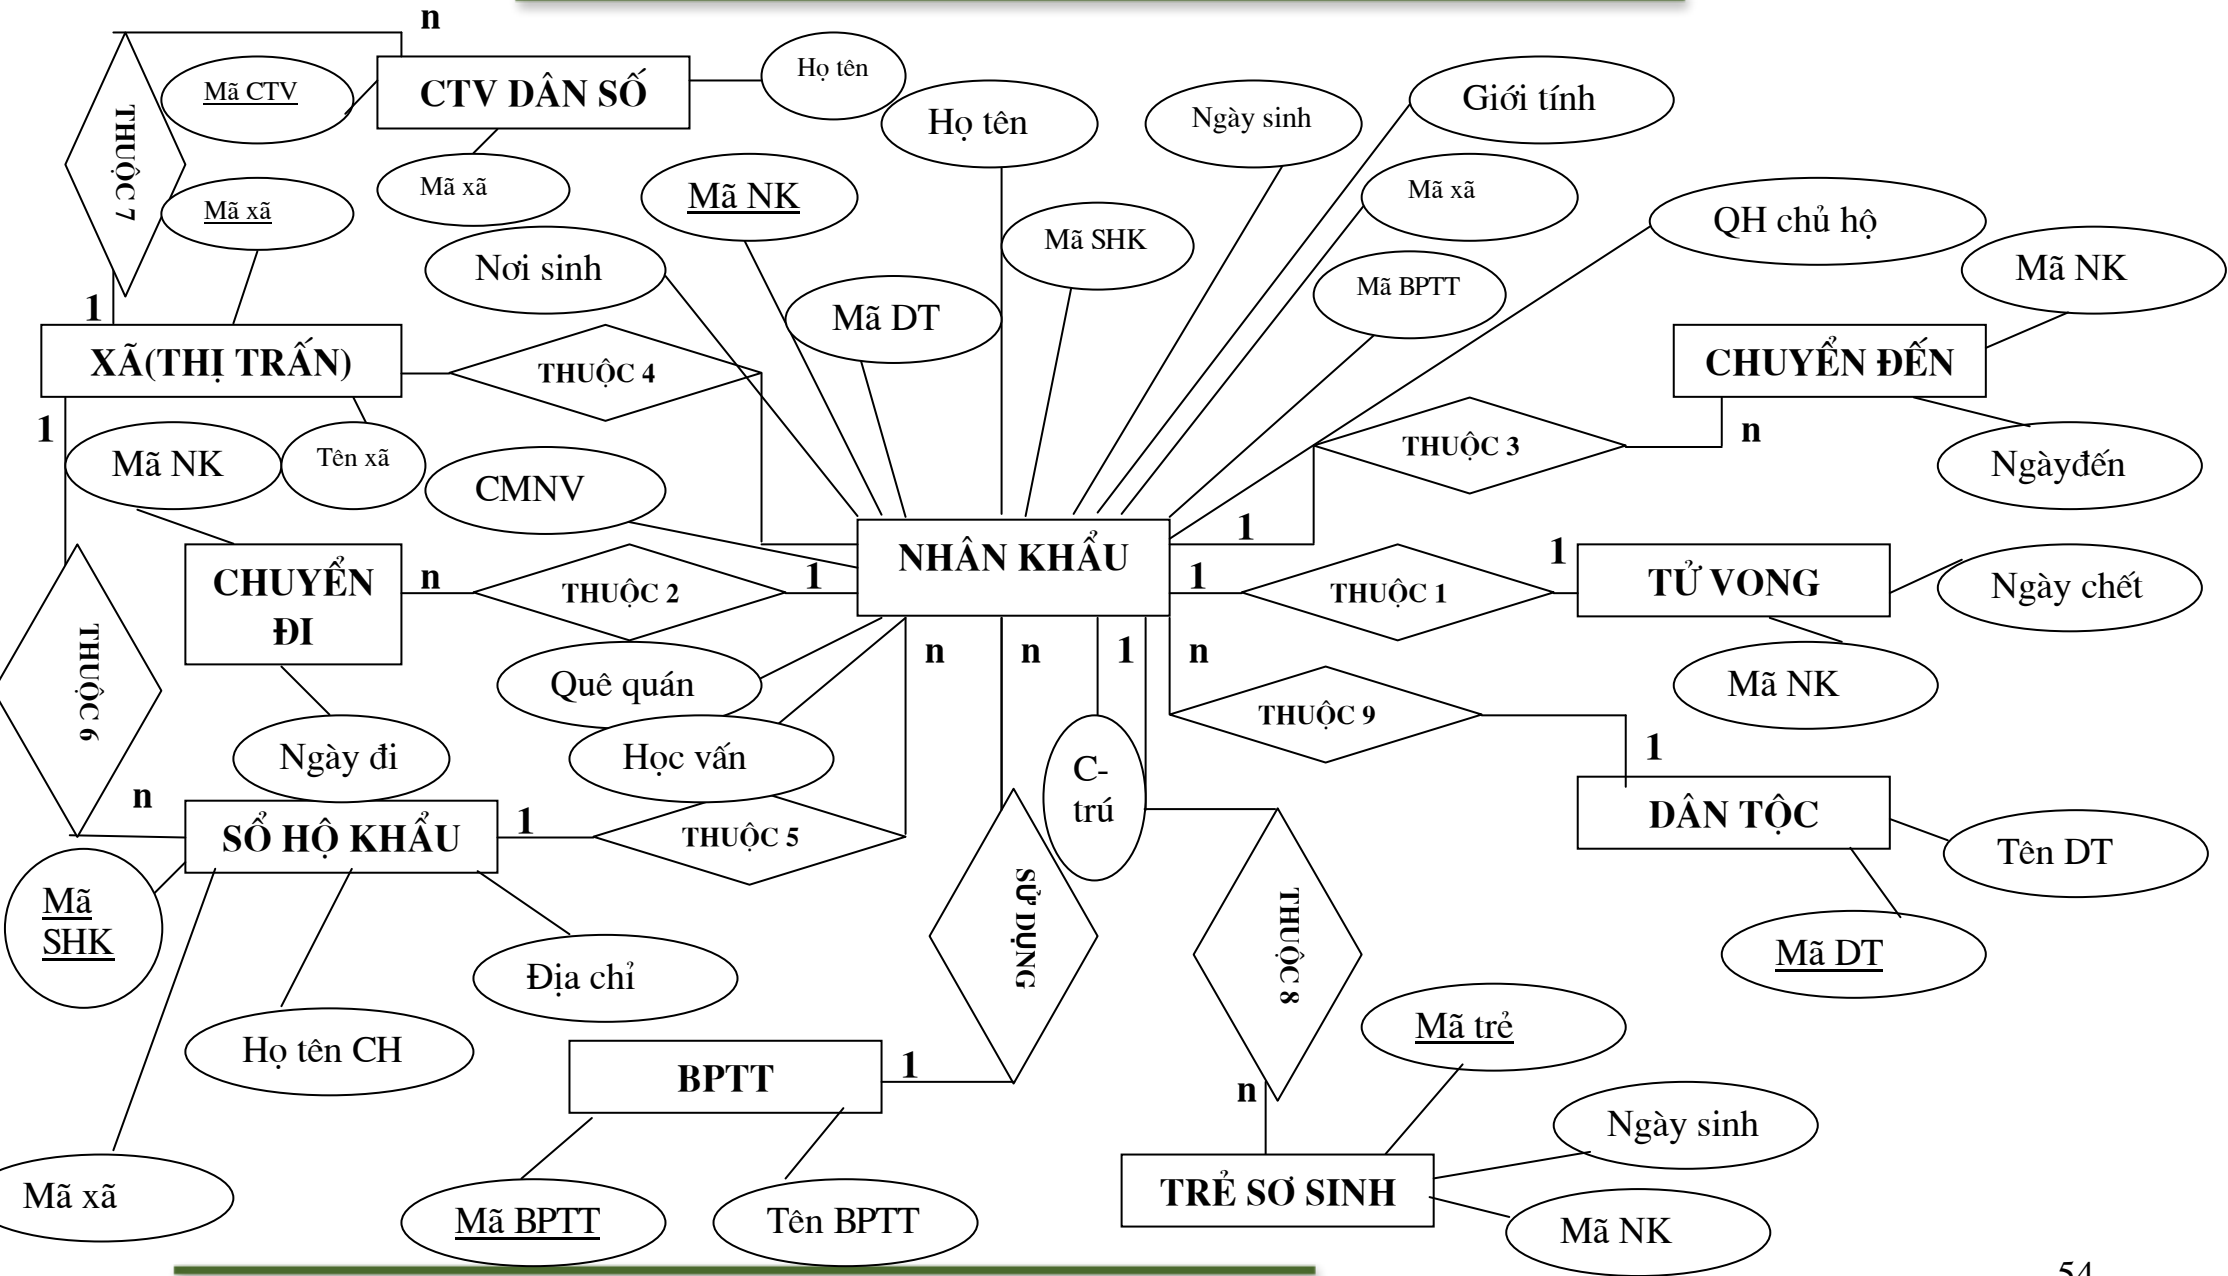 n
CTV DÂN SỐ
Họ tên
Mã CTV
Giới tính
Họ tên
Ngày sinh
THUỘC 7
Mã xã
Mã NK
Mã xã
Mã xã
QH chủ hộ
Nơi sinh
Mã SHK
Mã NK
Mã BPTT
1
Mã DT
XÃ(THỊ TRẤN)
THUỘC 4
CHUYỂN ĐẾN
1
n
THUỘC 3
Mã NK
Tên xã
Ngàyđến
CMNV
1
NHÂN KHẨU
1
CHUYỂN
ĐI
n
THUỘC 2
1
1
THUỘC 1
TỬ VONG
Ngày chết
THUỘC 6
n
n
1
n
Quê quán
Mã NK
THUỘC 9
Ngày đi
Học vấn
1
C-
trú
n
SỔ HỘ KHẨU
1
THUỘC 5
DÂN TỘC
Tên DT
Mã
SHK
SỬ DỤNG
THUỘC 8
Mã DT
Địa chỉ
Mã trẻ
Họ tên CH
BPTT
1
n
Ngày sinh
Mã xã
TRẺ SƠ SINH
Mã BPTT
Tên BPTT
Mã NK
54